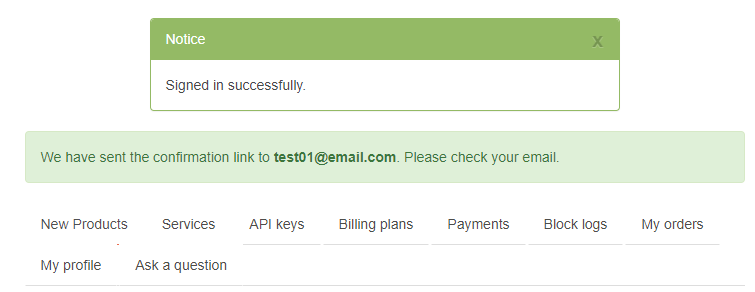 Notice x
Signed in successfully.
We have sent the confirmation link to test01@email.com. Please check your email.
New Products Services API keys Billing plans Payments Block logs My orders
My profile Ask a question